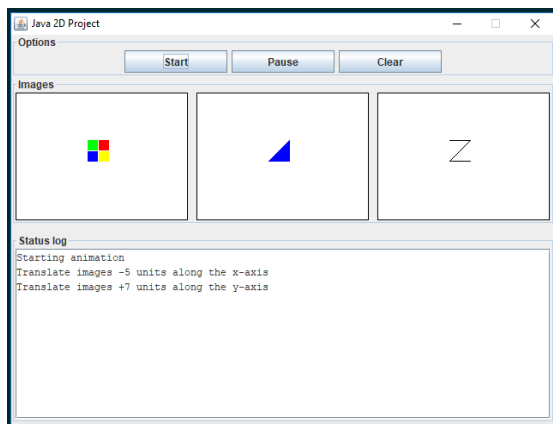 Java 2D Project
Options
Start Pause Clear
Images
Status log
Starting animation
Translate images -5 units along the x-axis
Translate images +7 units along the y-axis